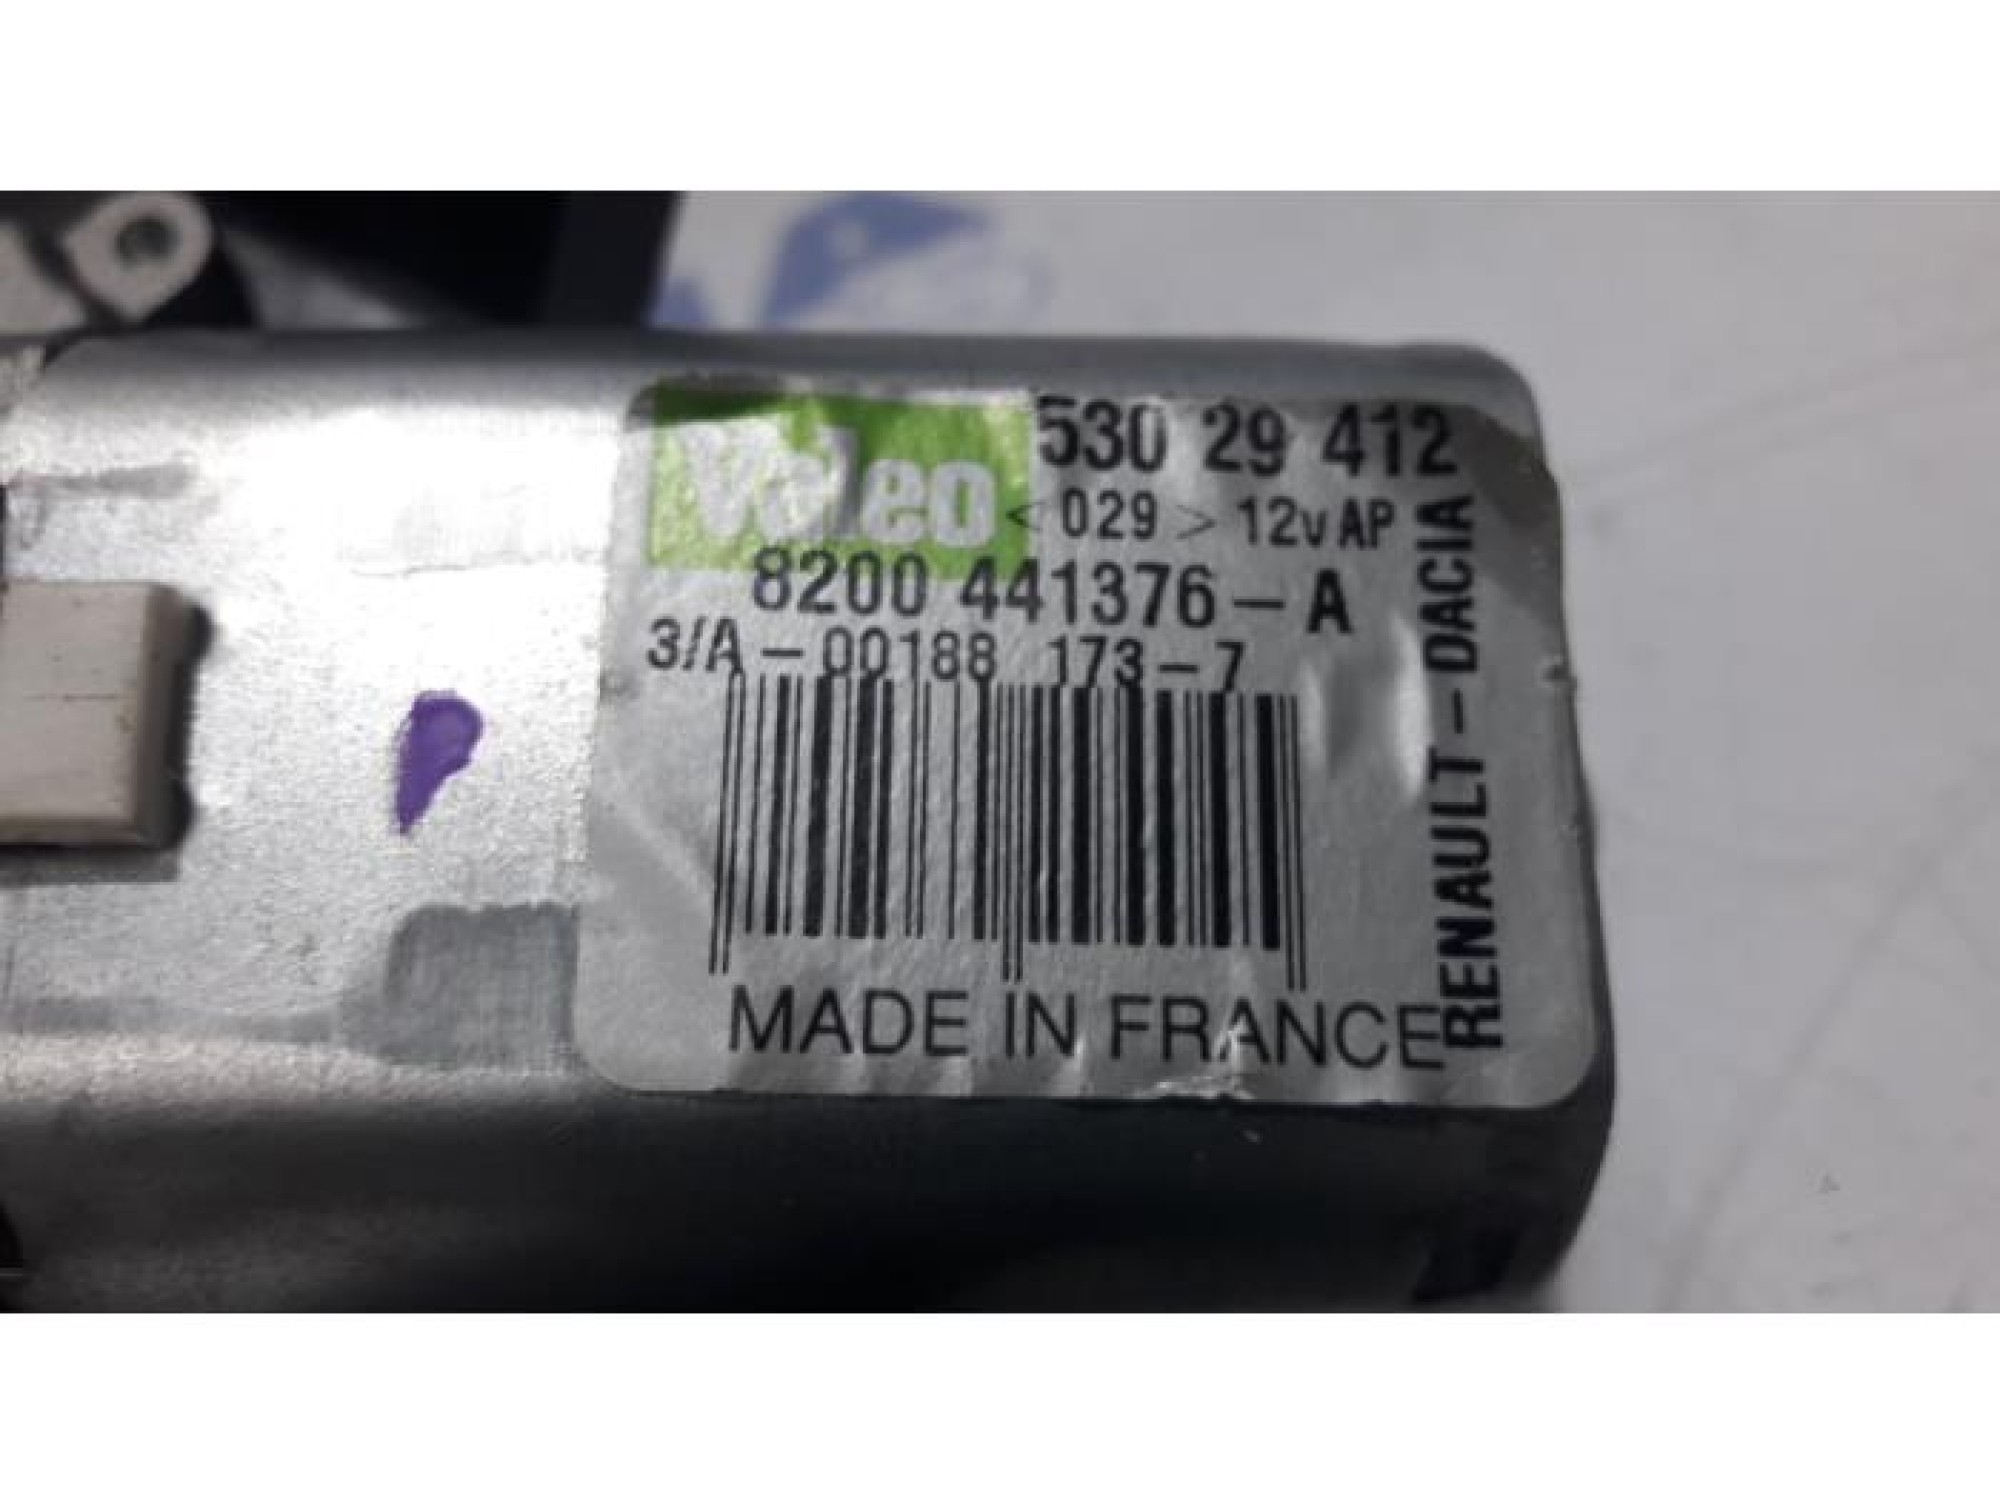 Valeo 530 29 412
<029> 12v AP
8200 441376-A
3/A-00188 173-7
MADE IN FRANCE
RENAULT-DACIA